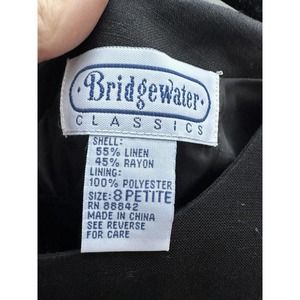 Bridgewater
CLASSICS
SHELL:
55% LINEN
45% RAYON
LINING:
100% POLYESTER
SIZE: 8 PETITE
RN 88842
MADE IN CHINA
SEE REVERSE
FOR CARE